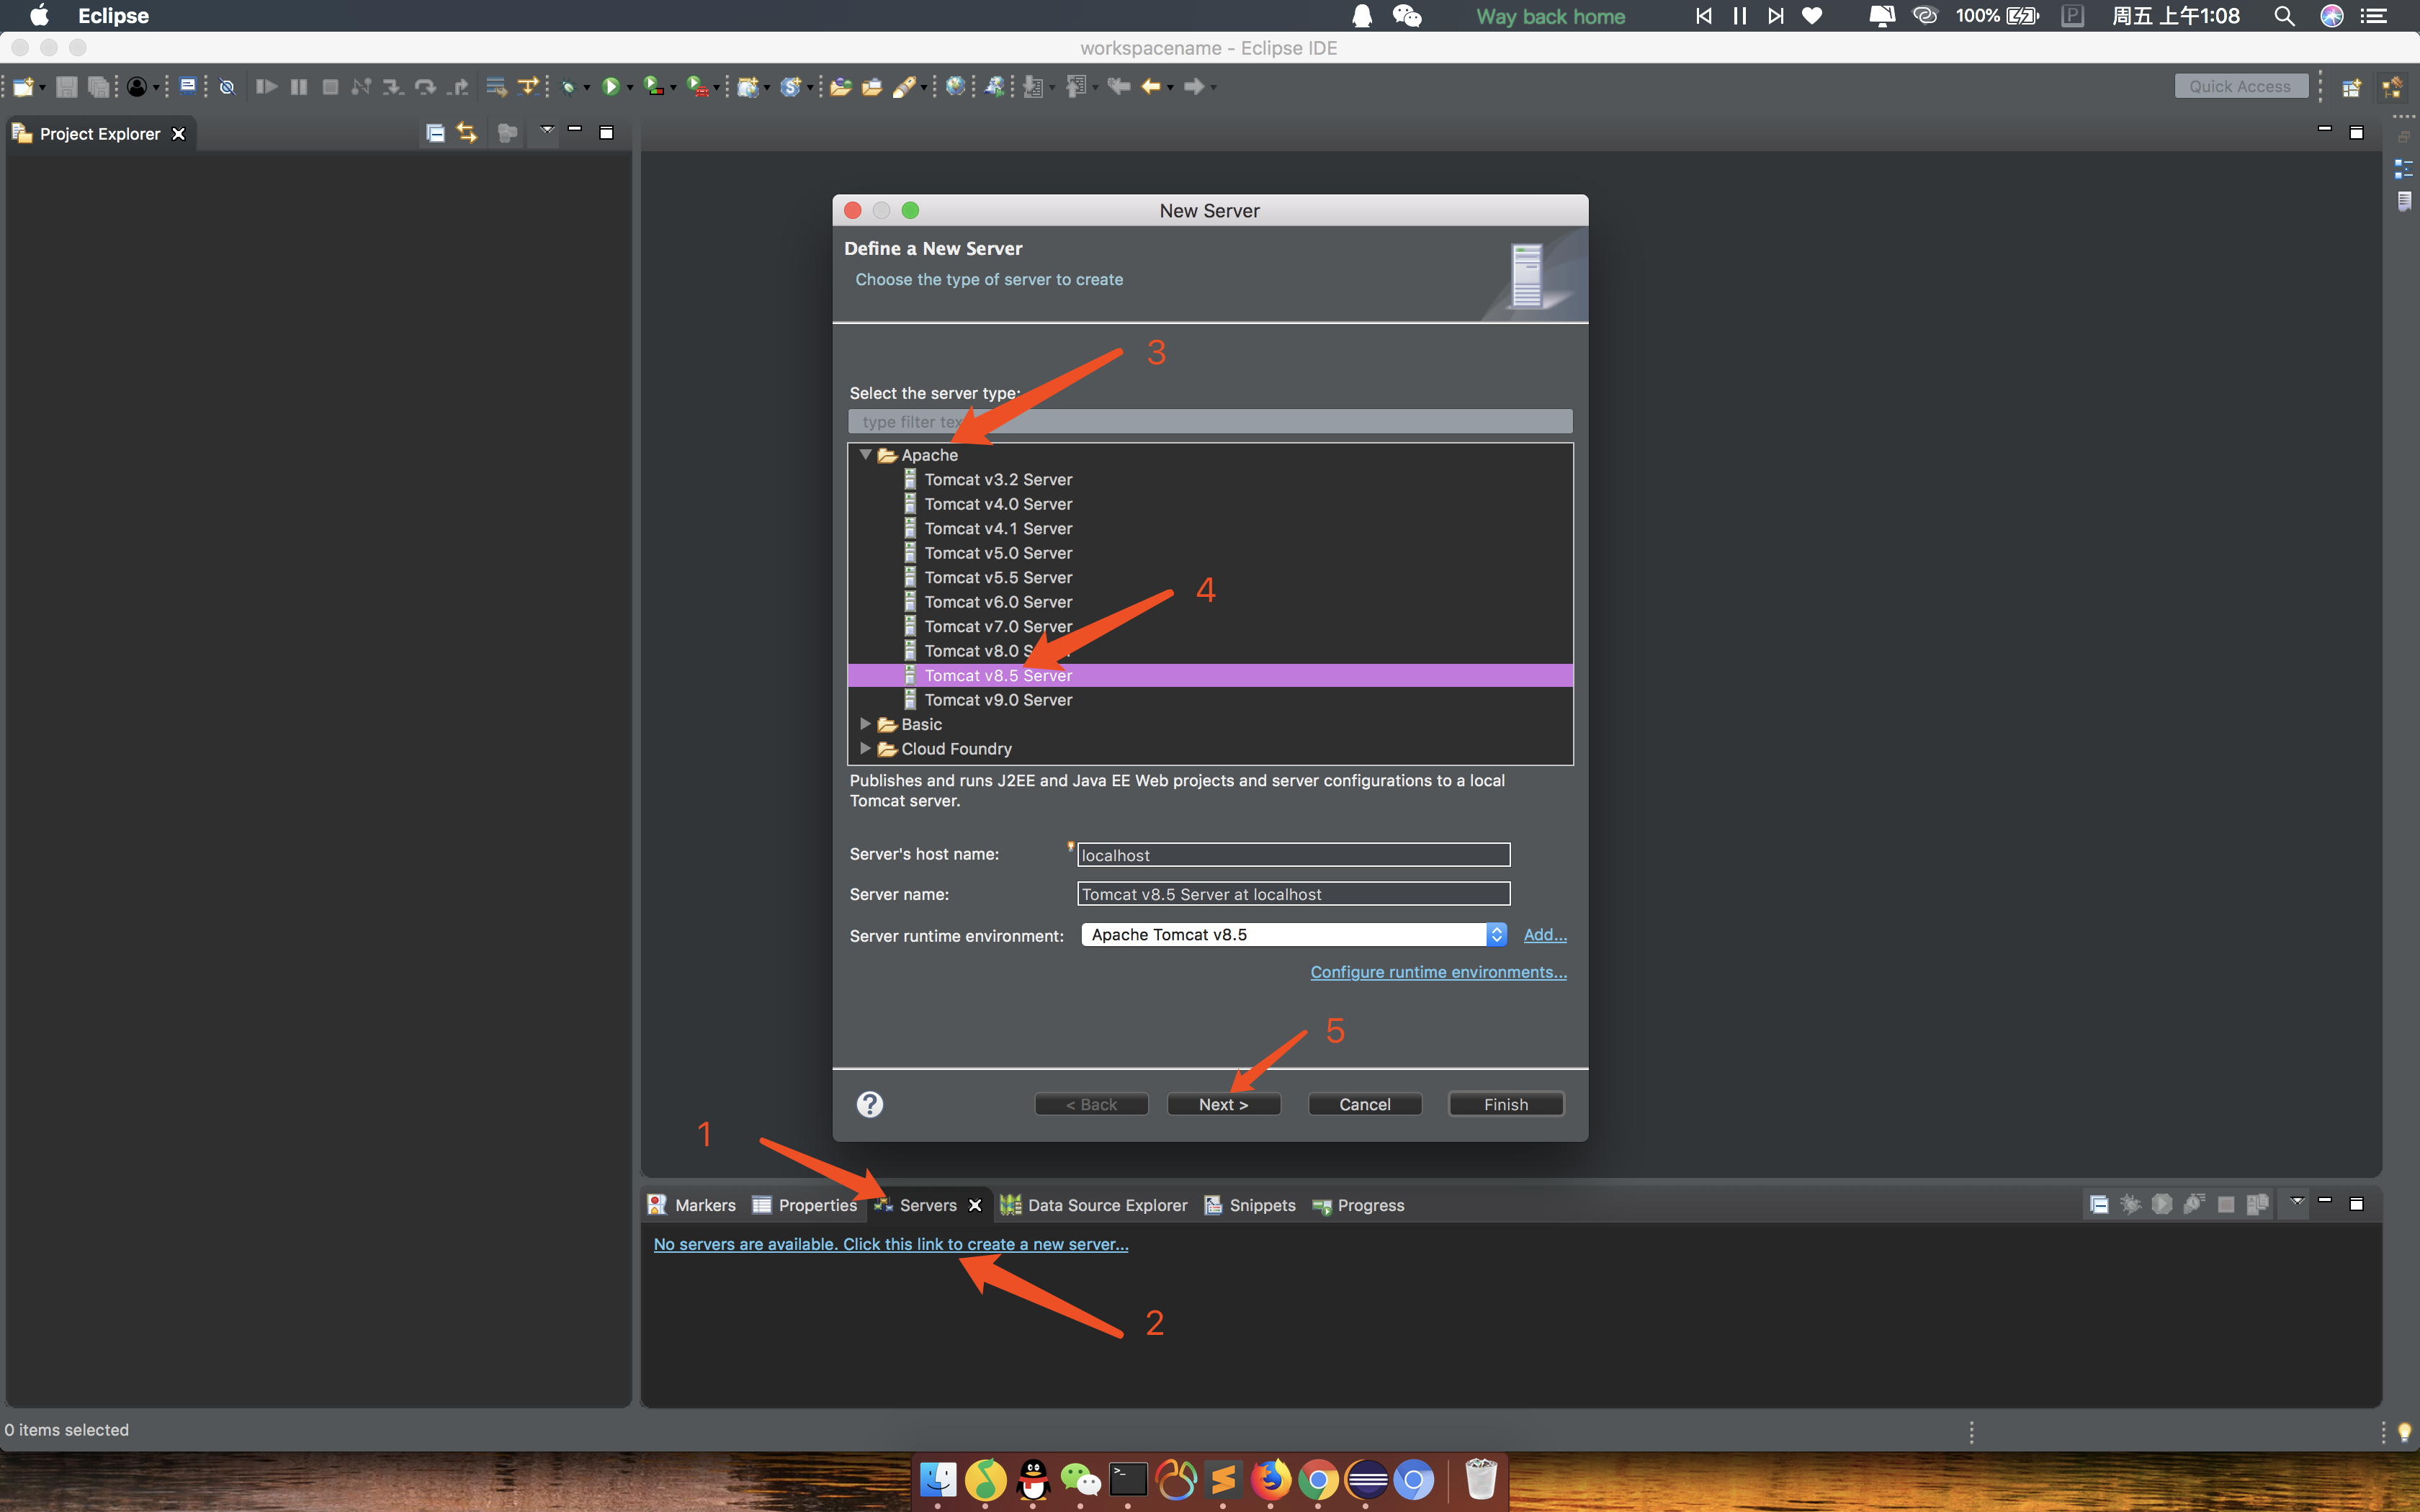 Eclipse
Way back home
100%
P
周五 上午1:08
workspacename - Eclipse IDE
Quick Access
Project Explorer
New Server
Define a New Server
Choose the type of server to create
3
Select the server type:
type filter tex
Apache
Tomcat v3.2 Server
Tomcat v4.0 Server
Tomcat v4.1 Server
Tomcat v5.0 Server
Tomcat v5.5 Server
4
Tomcat v6.0 Server
Tomcat v7.0 Server
Tomcat v8.0 S r
Tomcat v8.5 Server
Tomcat v9.0 Server
Basic
Cloud Foundry
Publishes and runs J2EE and Java EE Web projects and server configurations to a local
Tomcat server.
Server's host name: localhost
Server name: Tomcat v8.5 Server at localhost
Server runtime environment: Apache Tomcat v8.5 Add...
Configure runtime environments...
5
? < Back Next > Cancel Finish
1
Markers Properties Servers Data Source Explorer Snippets Progress
No servers are available. Click this link to create a new server...
2
0 items selected